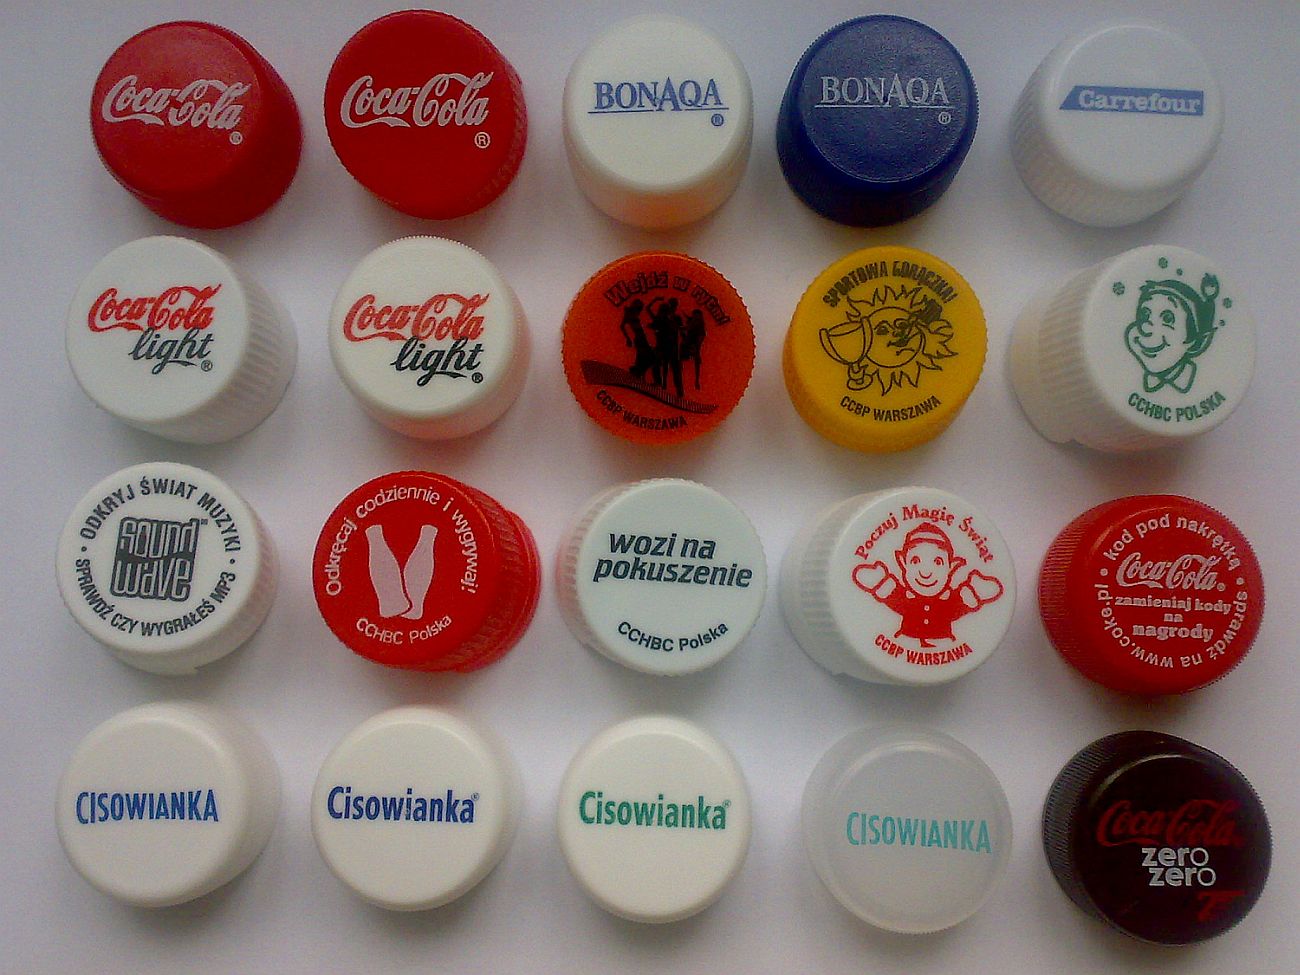 Coca-Cola ®
Coca-Cola ®
BONAQA ®
BONAQA ®
Carrefour
Coca-Cola
light ®
Coca-Cola
light ®
Wejdź w rytm!
CCBP WARSZAWA
SPORTOWA GORĄCZKA!
CCBP WARSZAWA
CCHBC POLSKA
• ODKRYJ ŚWIAT MUZYKI •
sound
wave
SPRAWDŹ CZY WYGRAŁEŚ MP3
Odkręcaj codziennie i wygrywaj!
CCHBC Polska
wozi na
pokuszenie
CCHBC Polska
Poczuj Magię Świąt
CCBP WARSZAWA
• kod pod nakrętką •
Coca-Cola®
zamieniaj kody
na
nagrody
sprawdź na www.coke.pl
CISOWIANKA
Cisowianka®
Cisowianka®
CISOWIANKA
Coca-Cola
zero
zero